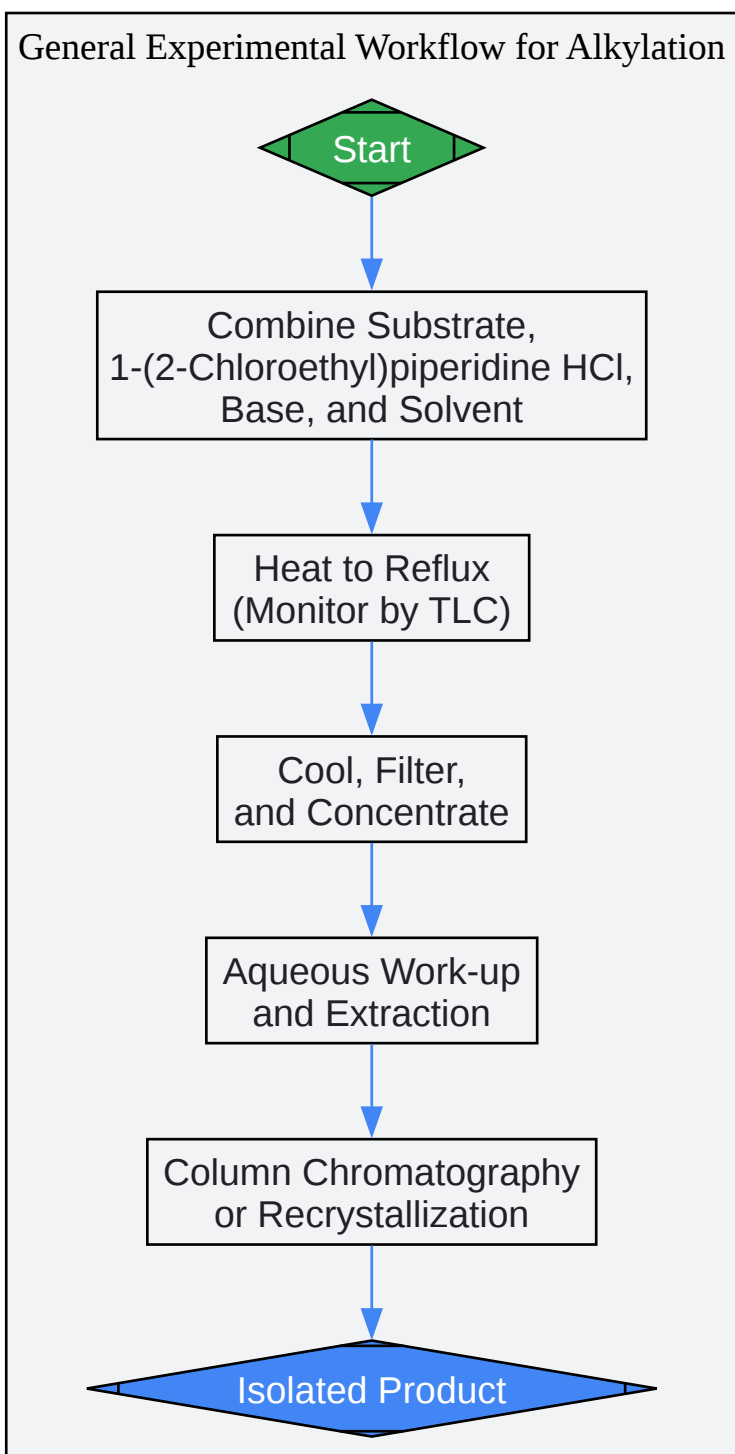 General Experimental Workflow for Alkylation
Start
Combine Substrate,
1-(2-Chloroethyl)piperidine HCl,
Base, and Solvent
Heat to Reflux
(Monitor by TLC)
Cool, Filter,
and Concentrate
Aqueous Work-up
and Extraction
Column Chromatography
or Recrystallization
Isolated Product